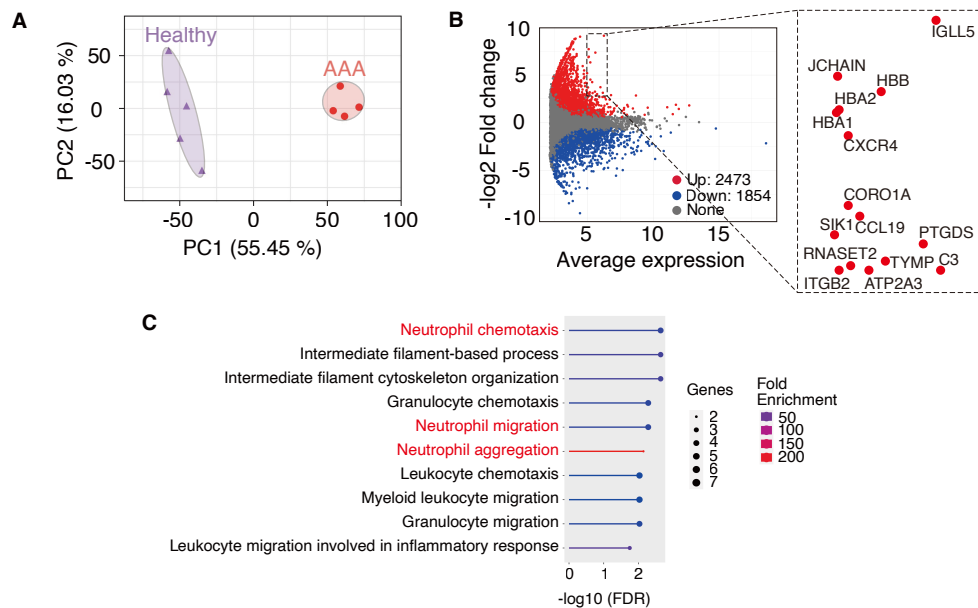 A
Healthy
AAA
50
0
-50
PC2 (16.03 %)
-50
0
50
100
PC1 (55.45 %)
B
10
5
0
-5
-10
-log2 Fold change
Up: 2473
Down: 1854
None
5
10
15
Average expression
IGLL5
JCHAIN
HBB
HBA2
HBA1
CXCR4
CORO1A
SIK1
CCL19
PTGDS
RNASET2
TYMP
C3
ITGB2
ATP2A3
C
Neutrophil chemotaxis
Intermediate filament-based process
Intermediate filament cytoskeleton organization
Granulocyte chemotaxis
Neutrophil migration
Neutrophil aggregation
Leukocyte chemotaxis
Myeloid leukocyte migration
Granulocyte migration
Leukocyte migration involved in inflammatory response
0
1
2
-log10 (FDR)
Genes
2
3
4
5
6
7
Fold
Enrichment
50
100
150
200